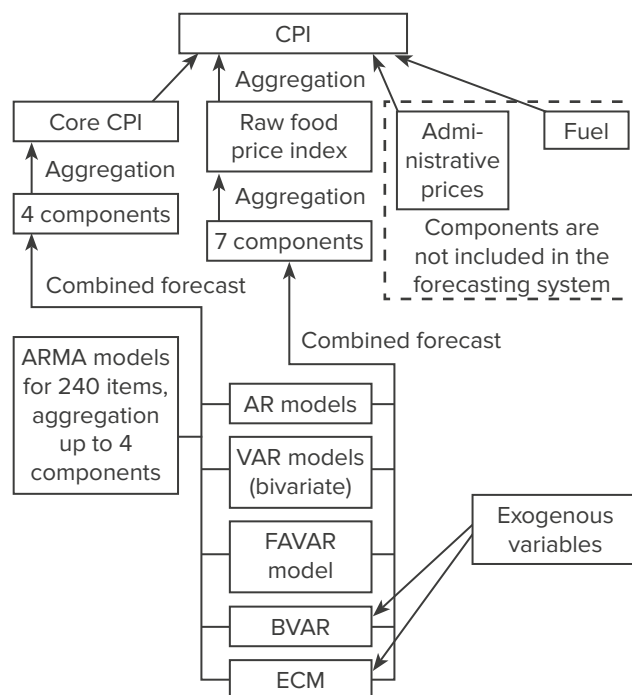 CPI
Aggregation
Core CPI
Raw food
price index
Admi-
nistrative
prices
Fuel
Aggregation
Aggregation
4 components
7 components
Components are
not included in the
forecasting system
Combined forecast
Combined forecast
ARMA models
for 240 items,
aggregation
up to 4
components
AR models
VAR models
(bivariate)
FAVAR
model
BVAR
ECM
Exogenous
variables